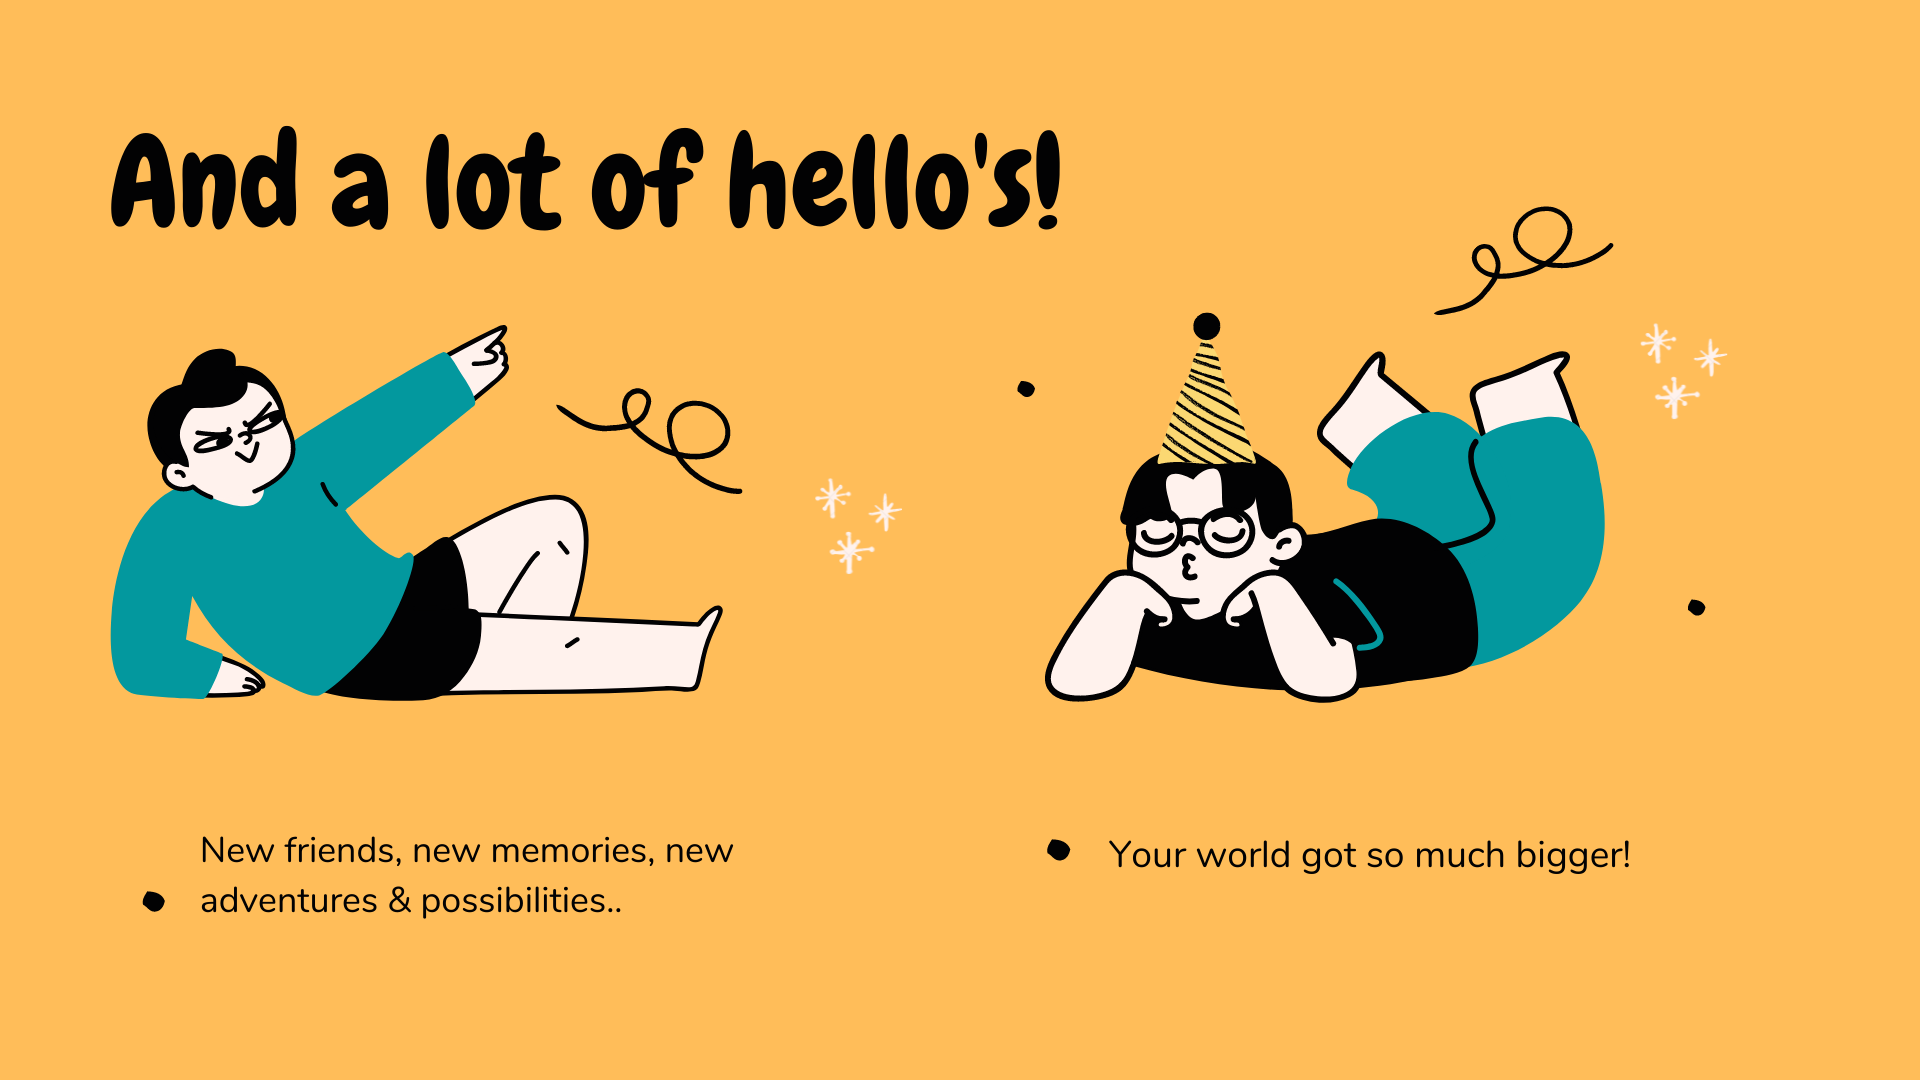 And a lot of hello's!
New friends, new memories, new
adventures & possibilities..
Your world got so much bigger!